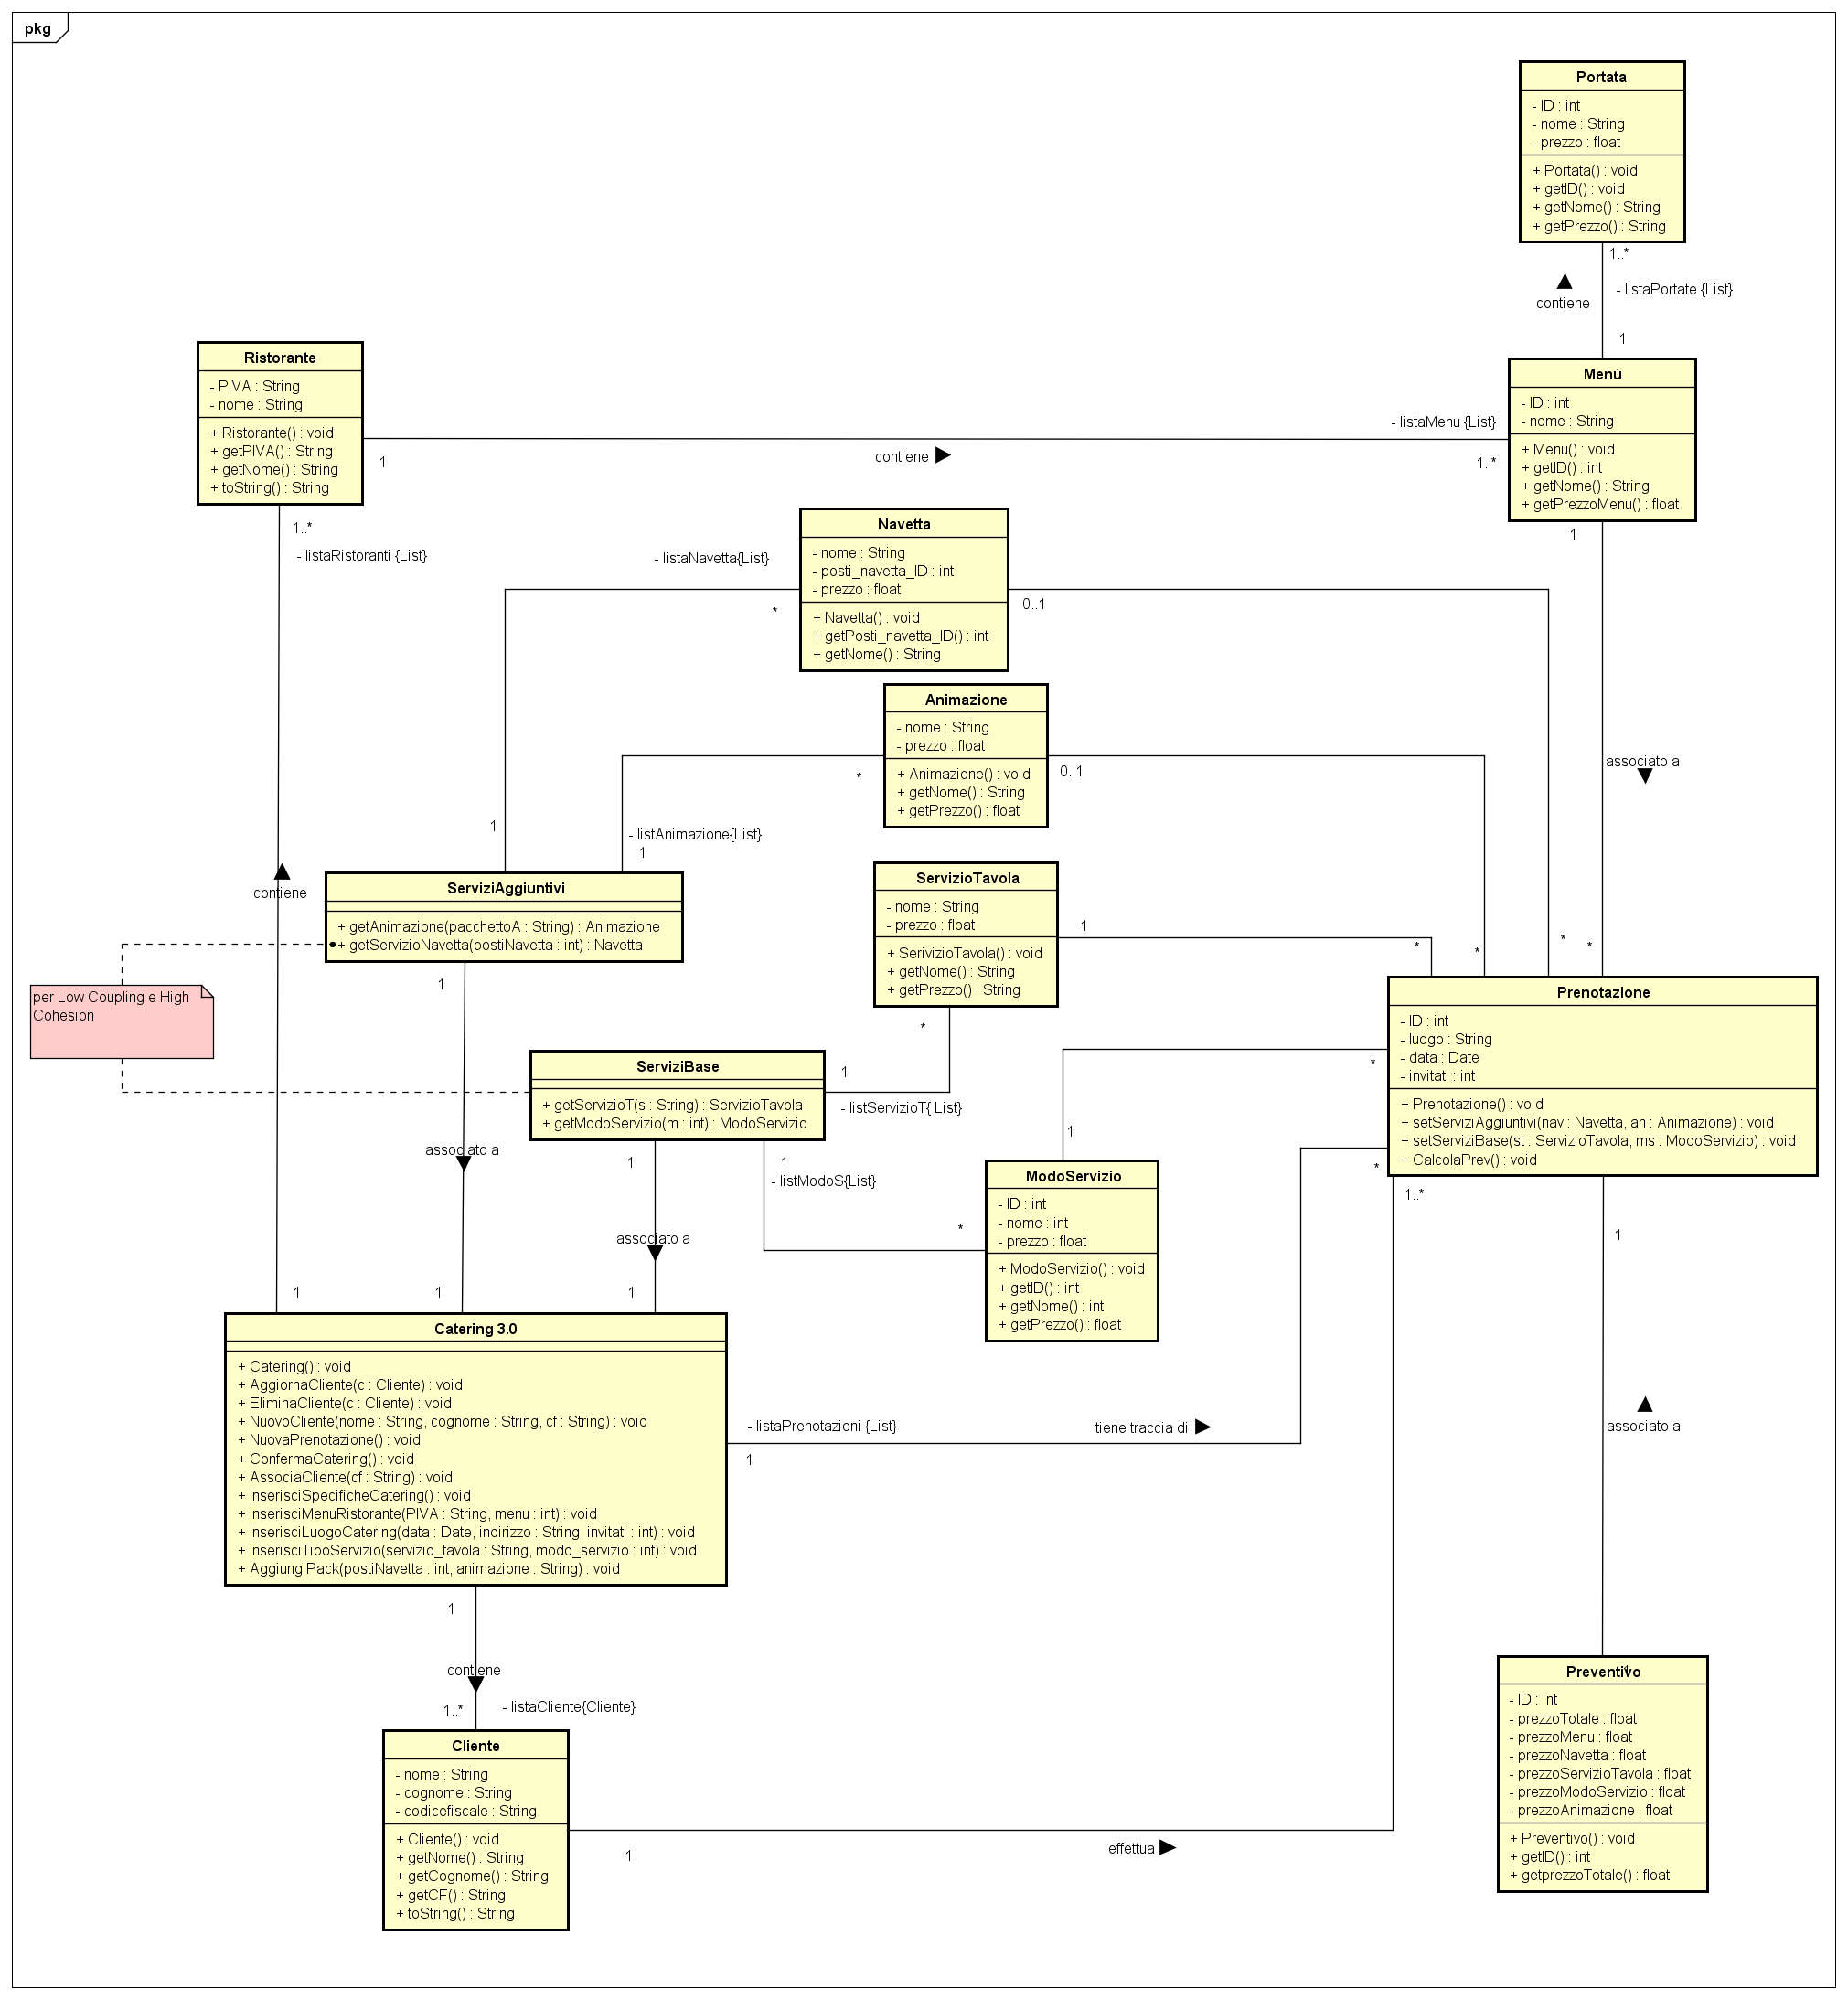 pkg
Portata
- ID : int
- nome : String
- prezzo : float
+ Portata() : void
+ getID() : void
+ getNome() : String
+ getPrezzo() : String
1..*
- listaPortate {List}
contiene
1
Ristorante
- PIVA : String
- nome : String
+ Ristorante() : void
+ getPIVA() : String
+ getNome() : String
+ toString() : String
1
contiene
- listaMenu {List}
1..*
Menù
- ID : int
- nome : String
+ Menu() : void
+ getID() : int
+ getNome() : String
+ getPrezzoMenu() : float
1
1..*
- listaRistoranti {List}
- listaNavetta{List}
*
Navetta
- nome : String
- posti_navetta_ID : int
- prezzo : float
+ Navetta() : void
+ getPosti_navetta_ID() : int
+ getNome() : String
0..1
Animazione
- nome : String
- prezzo : float
+ Animazione() : void
+ getNome() : String
+ getPrezzo() : float
*
0..1
associato a
1
- listAnimazione{List}
1
contiene
ServiziAggiuntivi
+ getAnimazione(pacchettoA : String) : Animazione
+ getServizioNavetta(postiNavetta : int) : Navetta
1
ServizioTavola
- nome : String
- prezzo : float
+ SerivizioTavola() : void
+ getNome() : String
+ getPrezzo() : String
1
*
*
*
*
*
per Low Coupling e High
Cohesion
Prenotazione
- ID : int
- luogo : String
- data : Date
- invitati : int
+ Prenotazione() : void
+ setServiziAggiuntivi(nav : Navetta, an : Animazione) : void
+ setServiziBase(st : ServizioTavola, ms : ModoServizio) : void
+ CalcolaPrev() : void
ServiziBase
+ getServizioT(s : String) : ServizioTavola
+ getModoServizio(m : int) : ModoServizio
1
- listServizioT{ List}
*
1
associato a
1
1
- listModoS{List}
*
*
1..*
1
ModoServizio
- ID : int
- nome : int
- prezzo : float
+ ModoServizio() : void
+ getID() : int
+ getNome() : int
+ getPrezzo() : float
associato a
1
1
1
Catering 3.0
+ Catering() : void
+ AggiornaCliente(c : Cliente) : void
+ EliminaCliente(c : Cliente) : void
+ NuovoCliente(nome : String, cognome : String, cf : String) : void
+ NuovaPrenotazione() : void
+ ConfermaCatering() : void
+ AssociaCliente(cf : String) : void
+ InserisciSpecificheCatering() : void
+ InserisciMenuRistorante(PIVA : String, menu : int) : void
+ InserisciLuogoCatering(data : Date, indirizzo : String, invitati : int) : void
+ InserisciTipoServizio(servizio_tavola : String, modo_servizio : int) : void
+ AggiungiPack(postiNavetta : int, animazione : String) : void
- listaPrenotazioni {List}
1
tiene traccia di
associato a
1
contiene
1..*
- listaCliente{Cliente}
Cliente
- nome : String
- cognome : String
- codicefiscale : String
+ Cliente() : void
+ getNome() : String
+ getCognome() : String
+ getCF() : String
+ toString() : String
1
effettua
Preventivo
- ID : int
- prezzoTotale : float
- prezzoMenu : float
- prezzoNavetta : float
- prezzoServizioTavola : float
- prezzoModoServizio : float
- prezzoAnimazione : float
+ Preventivo() : void
+ getID() : int
+ getprezzoTotale() : float